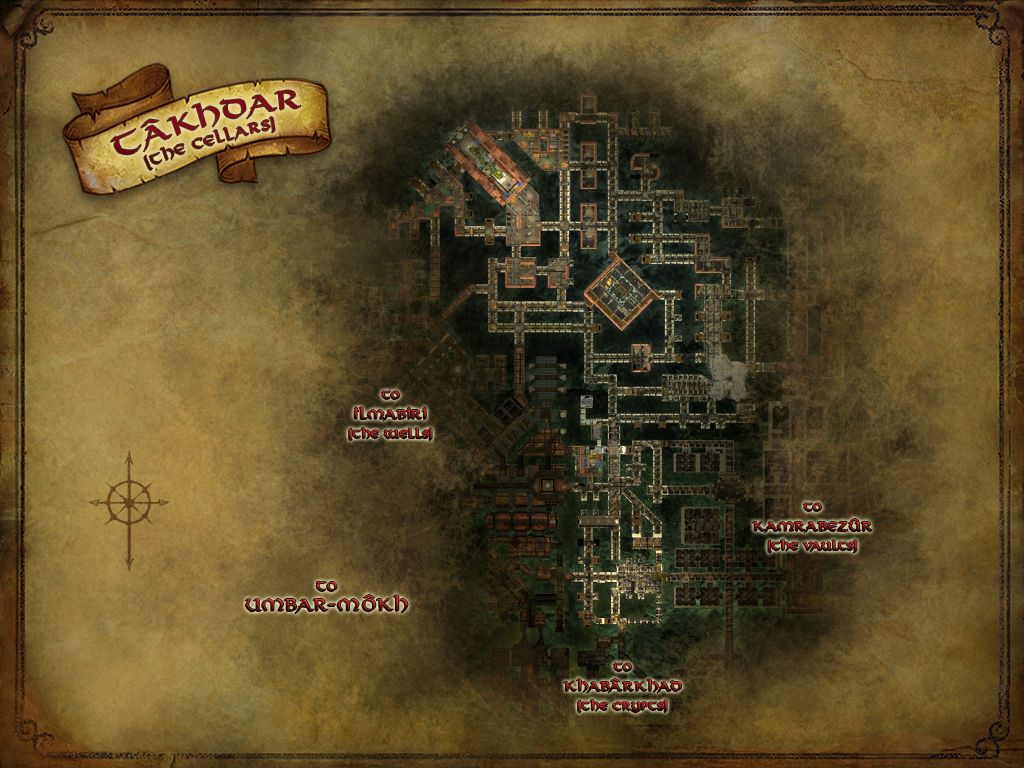 Tâkhdar
(The Cellars)
To
Ilmabiri
(The Wells)
To
Kamrabezûr
(The Vaults)
To
Umbar-Môkh
To
Khabârkhad
(The Crypts)